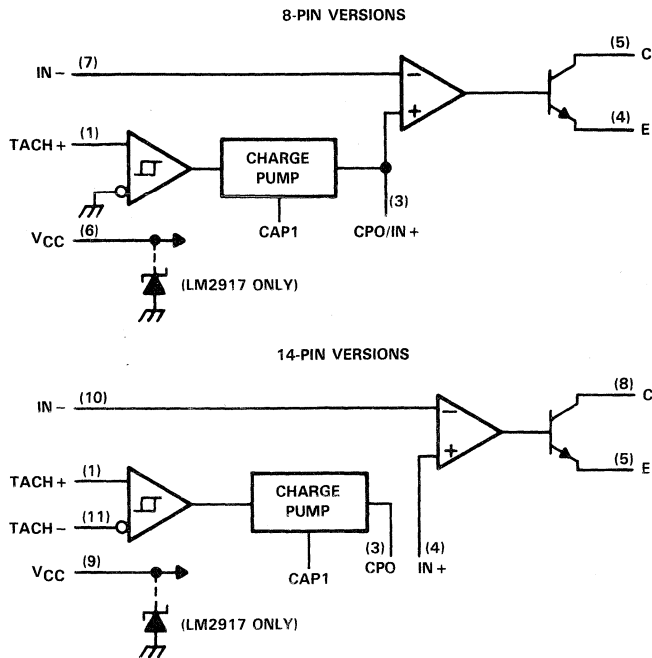 8-PIN VERSIONS
(5)
C
IN −
(7)
−
+
(4)
E
TACH +
(1)
CHARGE
PUMP
(3)
CAP1
CPO/IN +
VCC
(6)
(LM2917 ONLY)
14-PIN VERSIONS
(8)
C
IN −
(10)
−
+
(5)
E
TACH+
(1)
CHARGE
PUMP
TACH−
(11)
(3)
(4)
CAP1
CPO
IN +
VCC
(9)
(LM2917 ONLY)